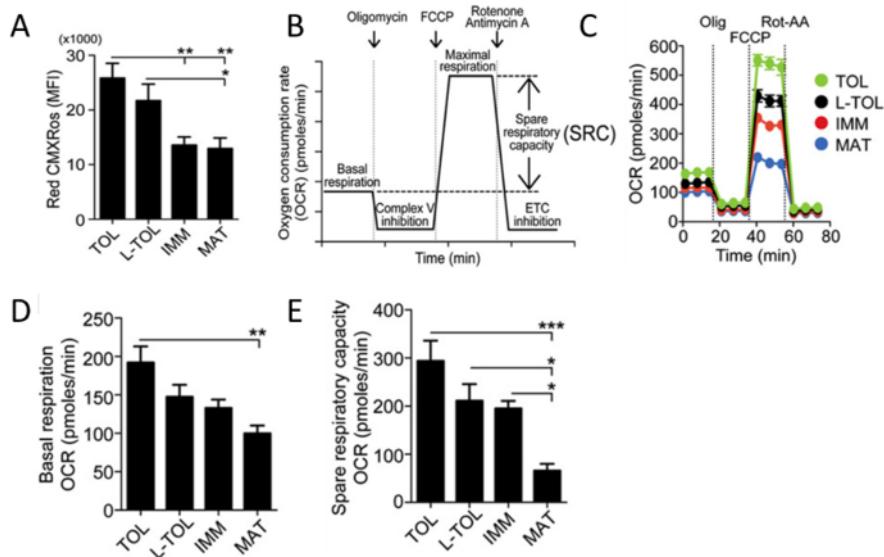 A
(x1000)
Red CMXRos (MFI)
30
20
10
0
**
**
*
TOL
L-TOL
IMM
MAT
B
Oligomycin
FCCP
Rotenone
Antimycin A
Oxygen consumption rate
(OCR) (pmoles/min)
Maximal
respiration
Basal
respiration
Complex V
inhibition
Spare
respiratory
capacity
(SRC)
ETC
inhibition
Time (min)
C
Olig
Rot-AA
FCCP
OCR (pmoles/min)
600
500
400
300
200
100
0
0
20
40
60
80
Time (min)
TOL
L-TOL
IMM
MAT
D
Basal respiration
OCR (pmoles/min)
250
200
150
100
50
0
**
TOL
L-TOL
IMM
MAT
E
Spare respiratory capacity
OCR (pmoles/min)
400
300
200
100
0
***
*
*
TOL
L-TOL
IMM
MAT